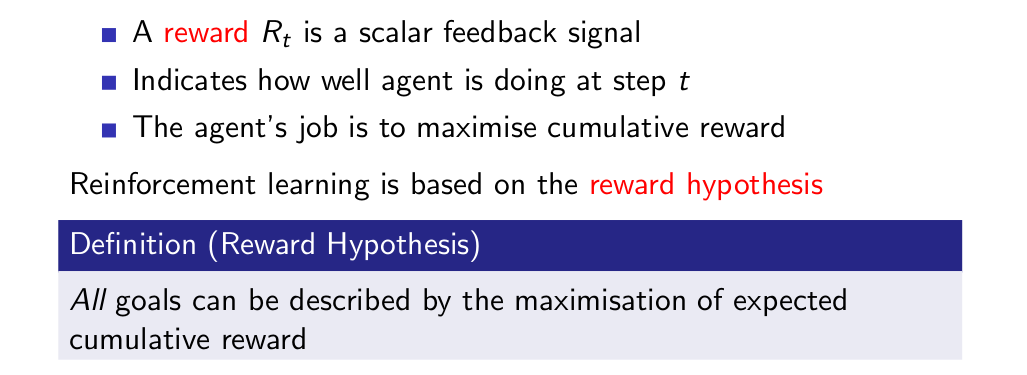 A reward Rₜ is a scalar feedback signal
Indicates how well agent is doing at step t
The agent's job is to maximise cumulative reward
Reinforcement learning is based on the reward hypothesis
Definition (Reward Hypothesis)
All goals can be described by the maximisation of expected
cumulative reward